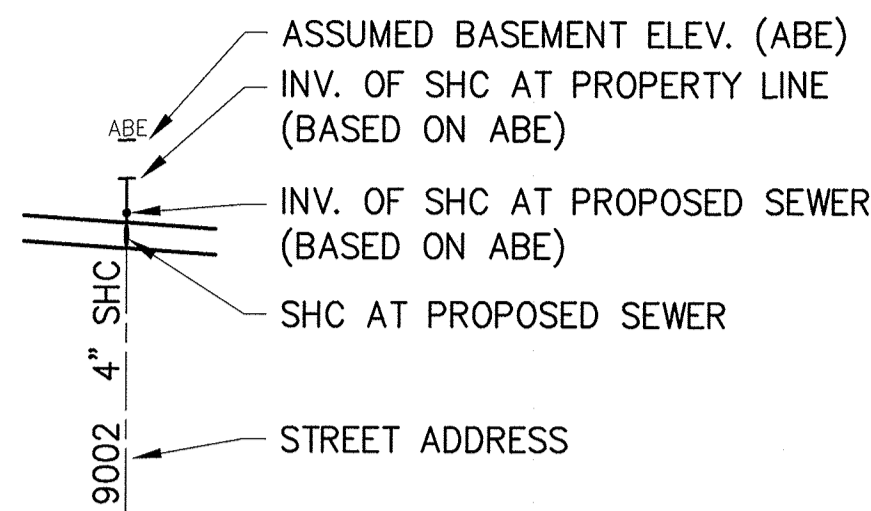 ASSUMED BASEMENT ELEV. (ABE)
INV. OF SHC AT PROPERTY LINE
(BASED ON ABE)
ABE
INV. OF SHC AT PROPOSED SEWER
(BASED ON ABE)
SHC AT PROPOSED SEWER
STREET ADDRESS
9002 4" SHC